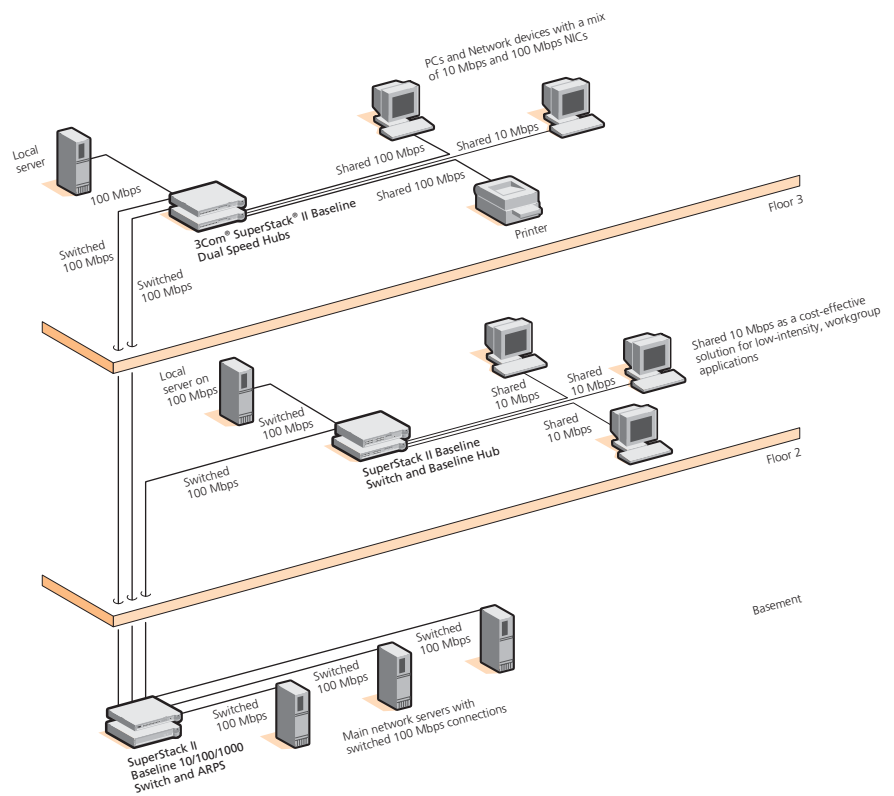 PCs and Network devices with a mix
of 10 Mbps and 100 Mbps NICs
Local
server
100 Mbps
Shared 100 Mbps
Shared 10 Mbps
Shared 100 Mbps
3Com® SuperStack® II Baseline
Dual Speed Hubs
Printer
Floor 3
Switched
100 Mbps
Switched
100 Mbps
Shared 10 Mbps as a cost-effective
solution for low-intensity, workgroup
applications
Local
server on
100 Mbps
Switched
100 Mbps
Shared
10 Mbps
Shared
10 Mbps
Shared
10 Mbps
SuperStack II Baseline
Switch and Baseline Hub
Switched
100 Mbps
Floor 2
Basement
Switched
100 Mbps
Switched
100 Mbps
Switched
100 Mbps
Main network servers with
switched 100 Mbps connections
SuperStack II
Baseline 10/100/1000
Switch and ARPS